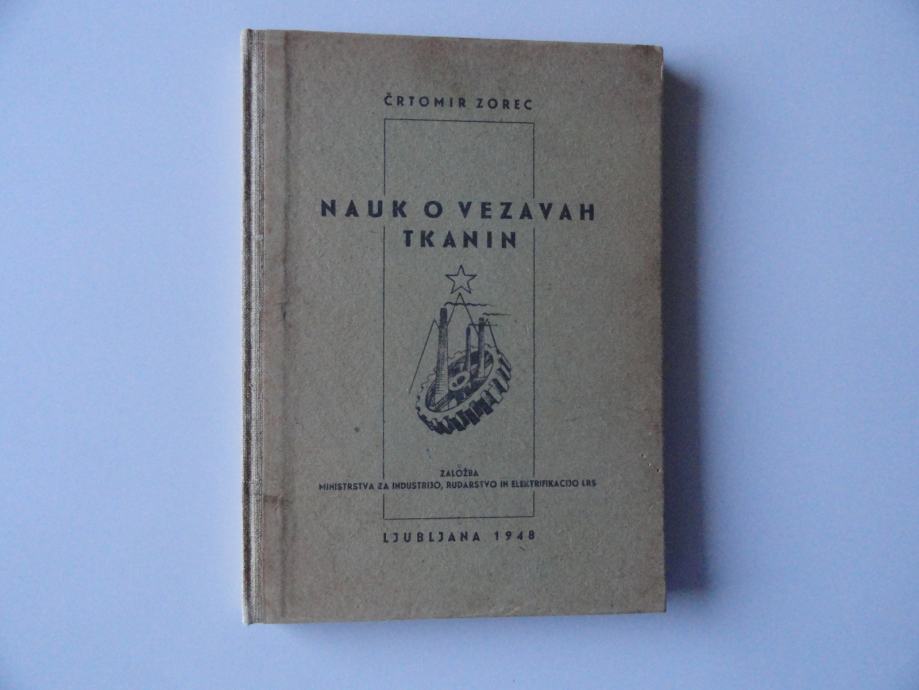 ČRTOMIR ZOREC
NAUK O VEZAVAH
TKANIN
ZALOŽBA
MINISTRSTVA ZA INDUSTRIJO, RUDARSTVO IN ELEKTRIFIKACIJO LRS
LJUBLJANA 1948